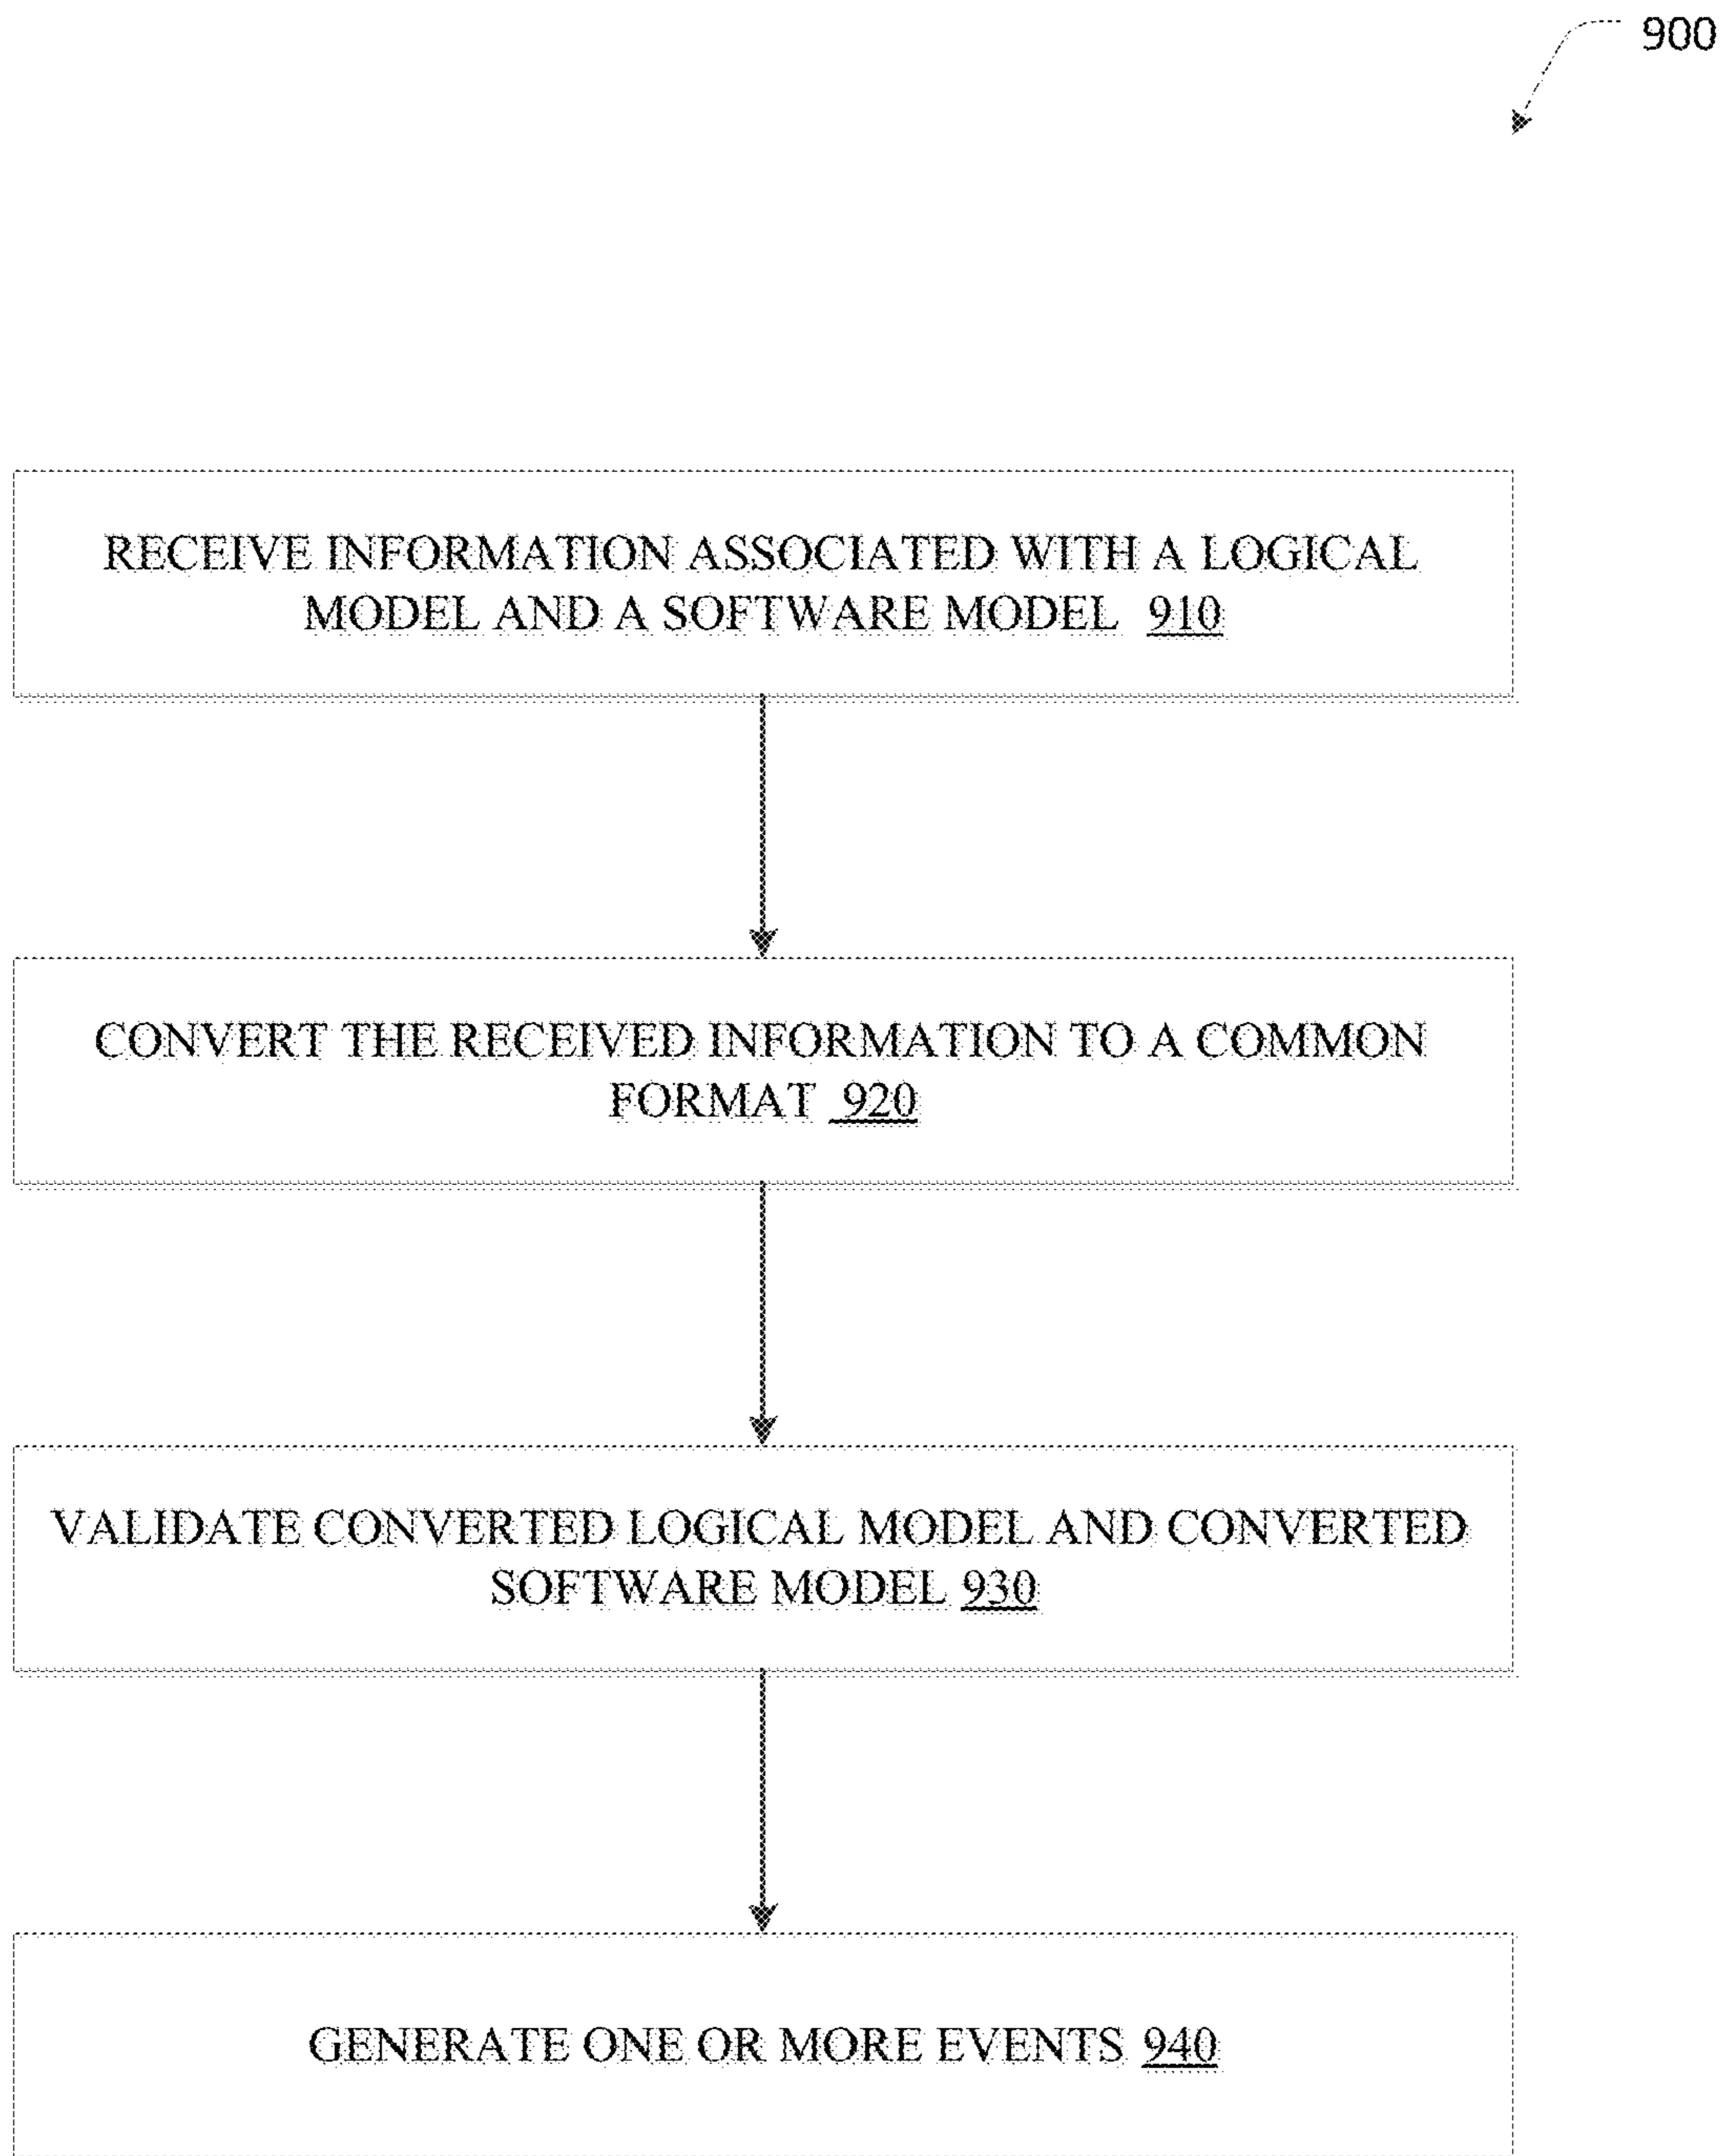 900
RECEIVE INFORMATION ASSOCIATED WITH A LOGICAL
MODEL AND A SOFTWARE MODEL 910
CONVERT THE RECEIVED INFORMATION TO A COMMON
FORMAT 920
VALIDATE CONVERTED LOGICAL MODEL AND CONVERTED
SOFTWARE MODEL 930
GENERATE ONE OR MORE EVENTS 940